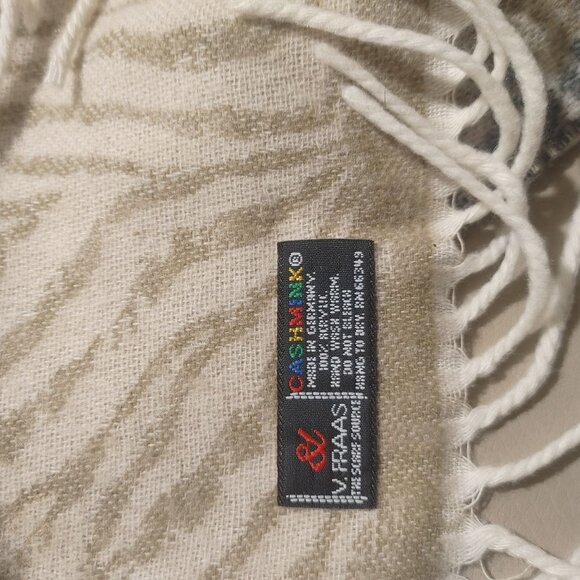 CASHMINK®
MADE IN GERMANY.
100% ACRYLIC.
HAND WASH WARM.
DO NOT BLEACH
HANG TO DRY. RN66349
V. FRAAS
THE SCARF SOURCE